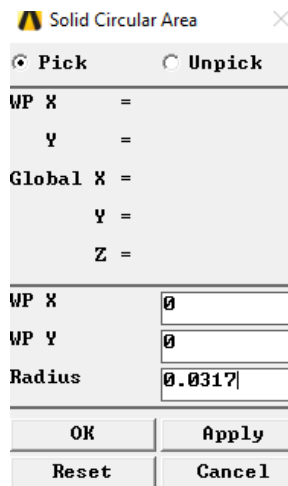 Solid Circular Area
Pick Unpick
WP X =
Y =
Global X =
Y =
Z =
WP X 0
WP Y 0
Radius 0.0317
OK Apply
Reset Cancel